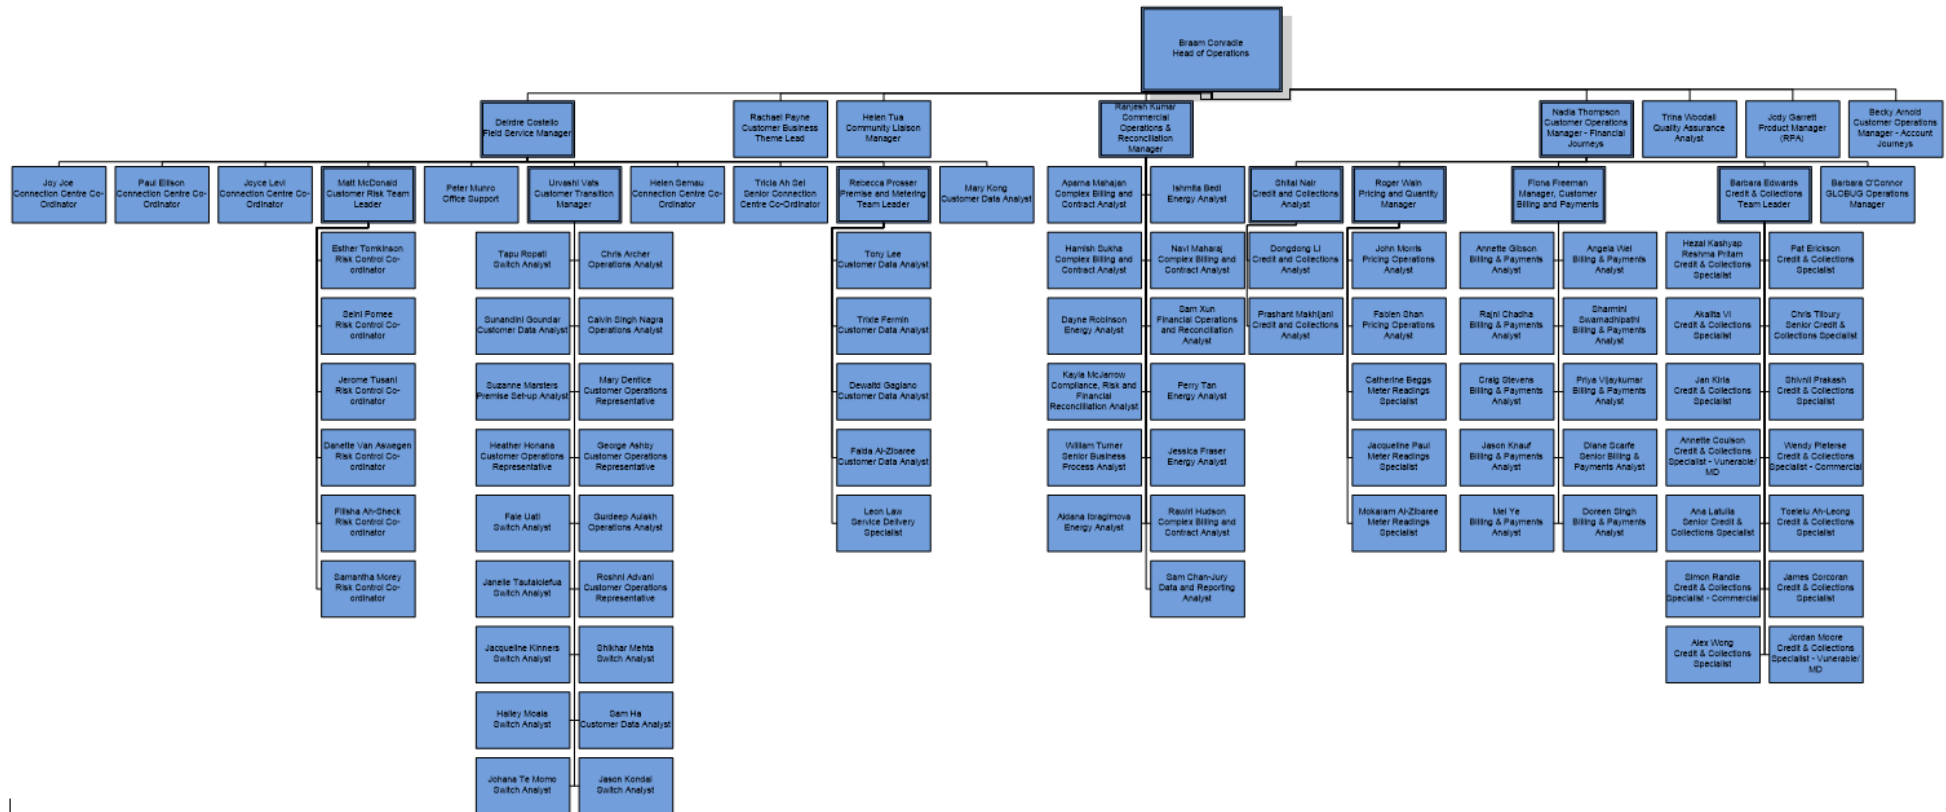 Braam Conradie
Head of Operations
Deirdre Costello
Field Service Manager
Rachael Payne
Customer Business
Theme Lead
Helen Tua
Community Liaison
Manager
Ranjesh Kumar
Commercial
Operations &
Reconciliation
Manager
Nadia Thompson
Customer Operations
Manager - Financial
Journeys
Trina Woodall
Quality Assurance
Analyst
Jody Garrett
Product Manager
(RPA)
Becky Arnold
Customer Operations
Manager - Account
Journeys
Joy Joe
Connection Centre Co-
Ordinator
Paul Ellison
Connection Centre Co-
Ordinator
Joyce Levi
Connection Centre Co-
Ordinator
Matt McDonald
Customer Risk Team
Leader
Peter Munro
Office Support
Urvashi Vats
Customer Transition
Manager
Helen Semau
Connection Centre Co-
Ordinator
Tricia Ah Sei
Senior Connection
Centre Co-Ordinator
Rebecca Prosser
Premise and Metering
Team Leader
Mary Kong
Customer Data Analyst
Aparna Mahajan
Complex Billing and
Contract Analyst
Ishmita Bedi
Energy Analyst
Shital Nair
Credit and Collections
Analyst
Roger Wain
Pricing and Quantity
Manager
Fiona Freeman
Manager, Customer
Billing and Payments
Barbara Edwards
Credit & Collections
Team Leader
Barbara O'Connor
GLOBUG Operations
Manager
Esther Tomkinson
Risk Control Co-
ordinator
Seini Pomee
Risk Control Co-
ordinator
Jerome Tusani
Risk Control Co-
ordinator
Danette Van Aswegen
Risk Control Co-
ordinator
Filisha Ah-Sheck
Risk Control Co-
ordinator
Samantha Morey
Risk Control Co-
ordinator
Tapu Ropati
Switch Analyst
Chris Archer
Operations Analyst
Sunandini Goundar
Customer Data Analyst
Calvin Singh Nagra
Operations Analyst
Suzanne Marsters
Premise Set-up Analyst
Mary Dentice
Customer Operations
Representative
Heather Honana
Customer Operations
Representative
George Ashby
Customer Operations
Representative
Fale Uati
Switch Analyst
Gurdeep Aulakh
Operations Analyst
Janelle Tautaiolefua
Switch Analyst
Roshni Advani
Customer Operations
Representative
Jacqueline Kinners
Switch Analyst
Shikhar Mehta
Switch Analyst
Hailey Moala
Switch Analyst
Sam Ha
Customer Data Analyst
Johana Te Momo
Switch Analyst
Jason Kondai
Switch Analyst
Tony Lee
Customer Data Analyst
Trixie Fermin
Customer Data Analyst
Dewald Gagiano
Customer Data Analyst
Faida Al-Zibaree
Customer Data Analyst
Leon Law
Service Delivery
Specialist
Hamish Sukha
Complex Billing and
Contract Analyst
Navi Maharaj
Complex Billing and
Contract Analyst
Dayne Robinson
Energy Analyst
Sam Xun
Financial Operations
and Reconciliation
Analyst
Kayla McJarrow
Compliance, Risk and
Financial
Reconciliation Analyst
Perry Tan
Energy Analyst
William Turner
Senior Business
Process Analyst
Jessica Fraser
Energy Analyst
Aidana Ibragimova
Energy Analyst
Rawiri Hudson
Complex Billing and
Contract Analyst
Sam Chan-Jury
Data and Reporting
Analyst
Dongdong Li
Credit and Collections
Analyst
Prashant Makhijani
Credit and Collections
Analyst
John Morris
Pricing Operations
Analyst
Fabien Shan
Pricing Operations
Analyst
Catherine Beggs
Meter Readings
Specialist
Jacqueline Paul
Meter Readings
Specialist
Mokaram Al-Zibaree
Meter Readings
Specialist
Annette Gibson
Billing & Payments
Analyst
Angela Wei
Billing & Payments
Analyst
Rajni Chadha
Billing & Payments
Analyst
Sharmini
Swarnadhipathi
Billing & Payments
Analyst
Craig Stevens
Billing & Payments
Analyst
Priya Vijaykumar
Billing & Payments
Analyst
Jason Knauf
Billing & Payments
Analyst
Diane Scarfe
Senior Billing &
Payments Analyst
Mei Ye
Billing & Payments
Analyst
Doreen Singh
Billing & Payments
Analyst
Hezal Kashyap
Reshma Pritam
Credit & Collections
Specialist
Pat Erickson
Credit & Collections
Specialist
Akalita Vi
Credit & Collections
Specialist
Chris Tilbury
Senior Credit &
Collections Specialist
Jan Kiria
Credit & Collections
Specialist
Shivnil Prakash
Credit & Collections
Specialist
Annette Coulson
Credit & Collections
Specialist - Vunerable/
MD
Wendy Pieterse
Credit & Collections
Specialist - Commercial
Ana Latulia
Senior Credit &
Collections Specialist
Toelelu Ah-Leong
Credit & Collections
Specialist
Simon Randle
Credit & Collections
Specialist - Commercial
James Corcoran
Credit & Collections
Specialist
Alex Wong
Credit & Collections
Specialist
Jordan Moore
Credit & Collections
Specialist - Vunerable/
MD